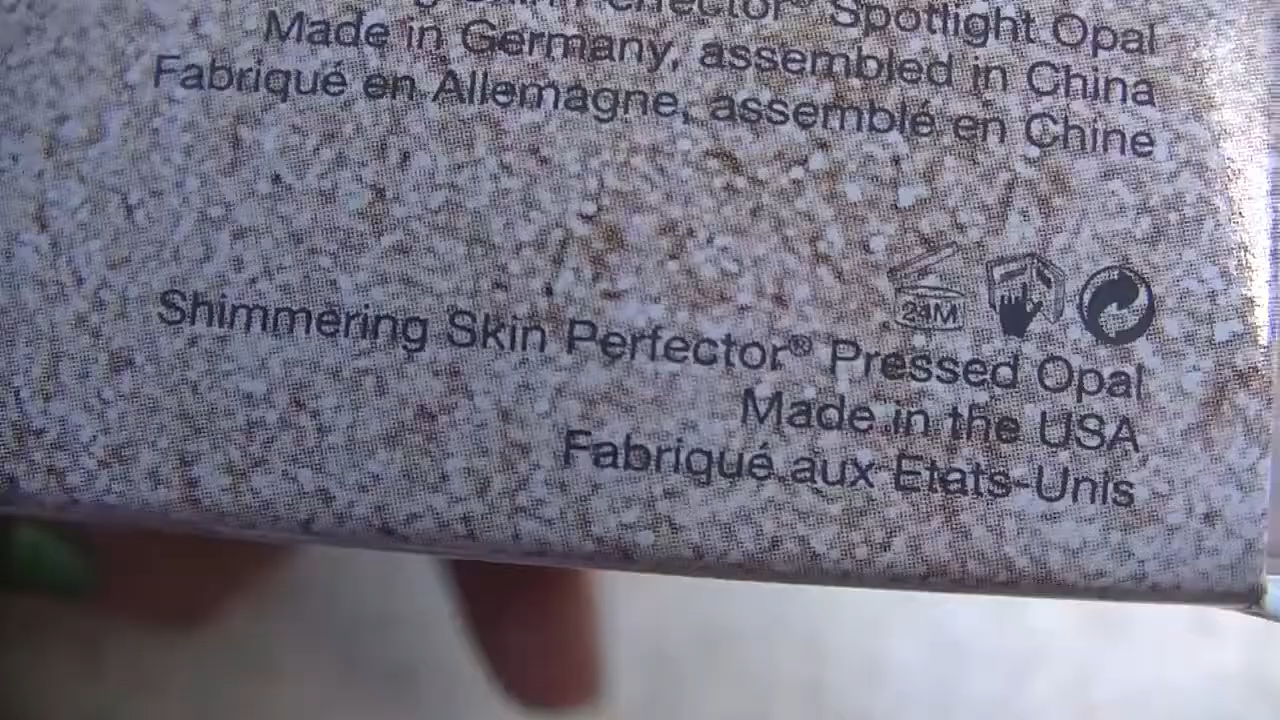 Spotlight Opal
Made in Germany, assembled in China
Fabriqué en Allemagne, assemblé en Chine
24M
Shimmering Skin Perfector® Pressed Opal
Made in the USA
Fabriqué aux Etats-Unis